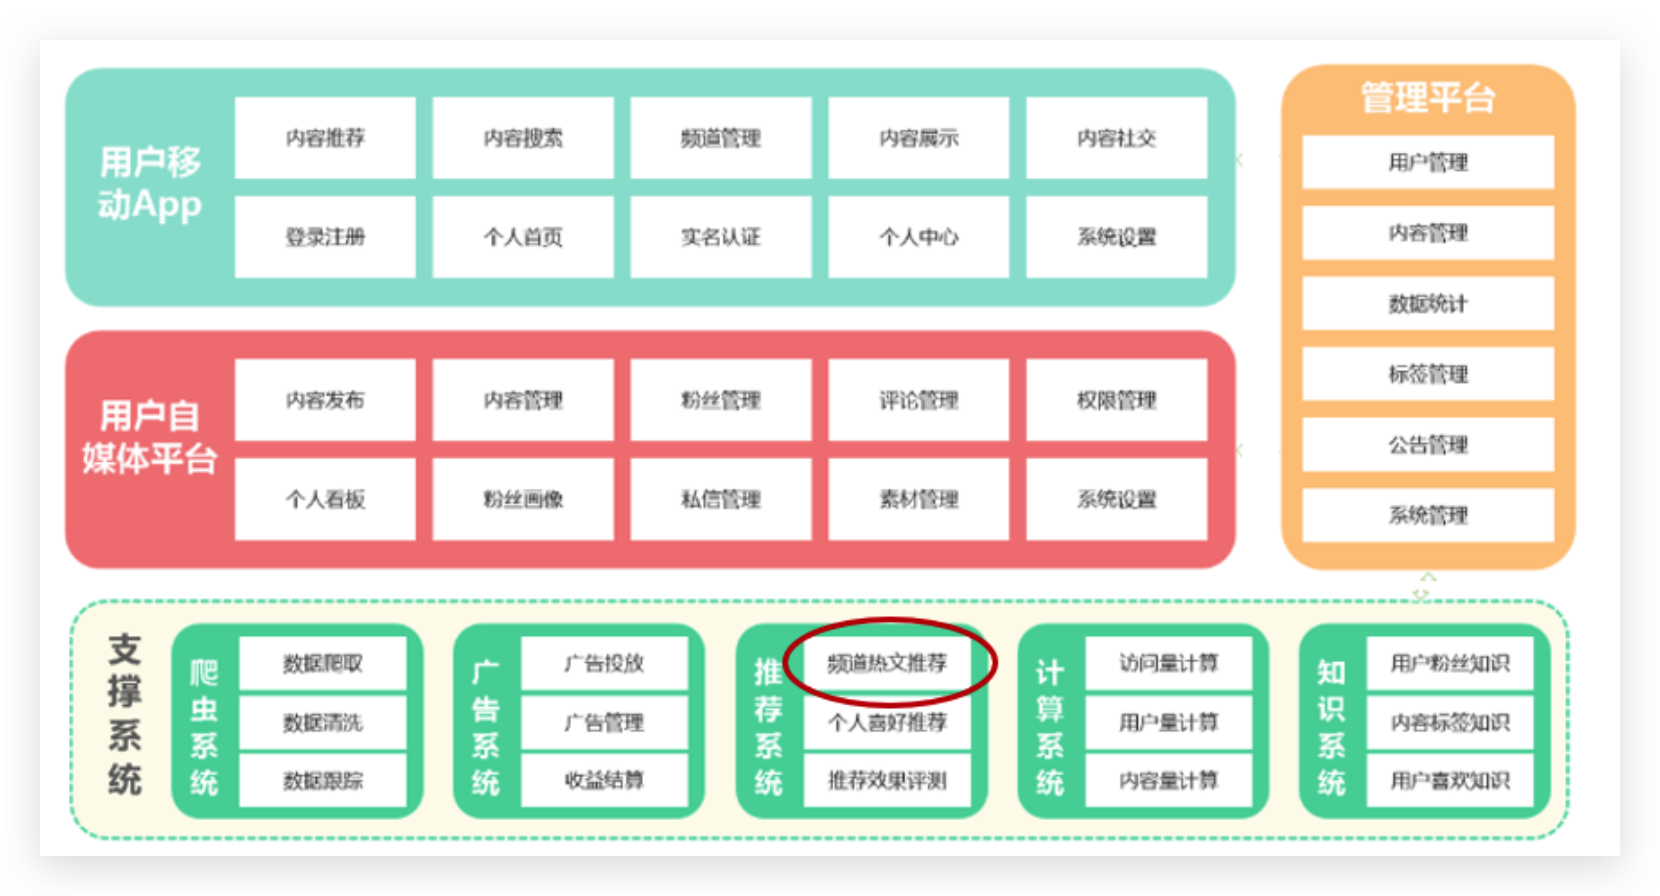 用户移
动App
内容推荐
内容搜索
频道管理
内容展示
内容社交
登录注册
个人首页
实名认证
个人中心
系统设置
用户自
媒体平台
内容发布
内容管理
粉丝管理
评论管理
权限管理
个人看板
粉丝画像
私信管理
素材管理
系统设置
管理平台
用户管理
内容管理
数据统计
标签管理
公告管理
系统管理
支撑系统
爬虫系统
数据爬取
数据清洗
数据跟踪
广告系统
广告投放
广告管理
收益结算
推荐系统
频道热文推荐
个人喜好推荐
推荐效果评测
计算系统
访问量计算
用户量计算
内容量计算
知识系统
用户粉丝知识
内容标签知识
用户喜欢知识